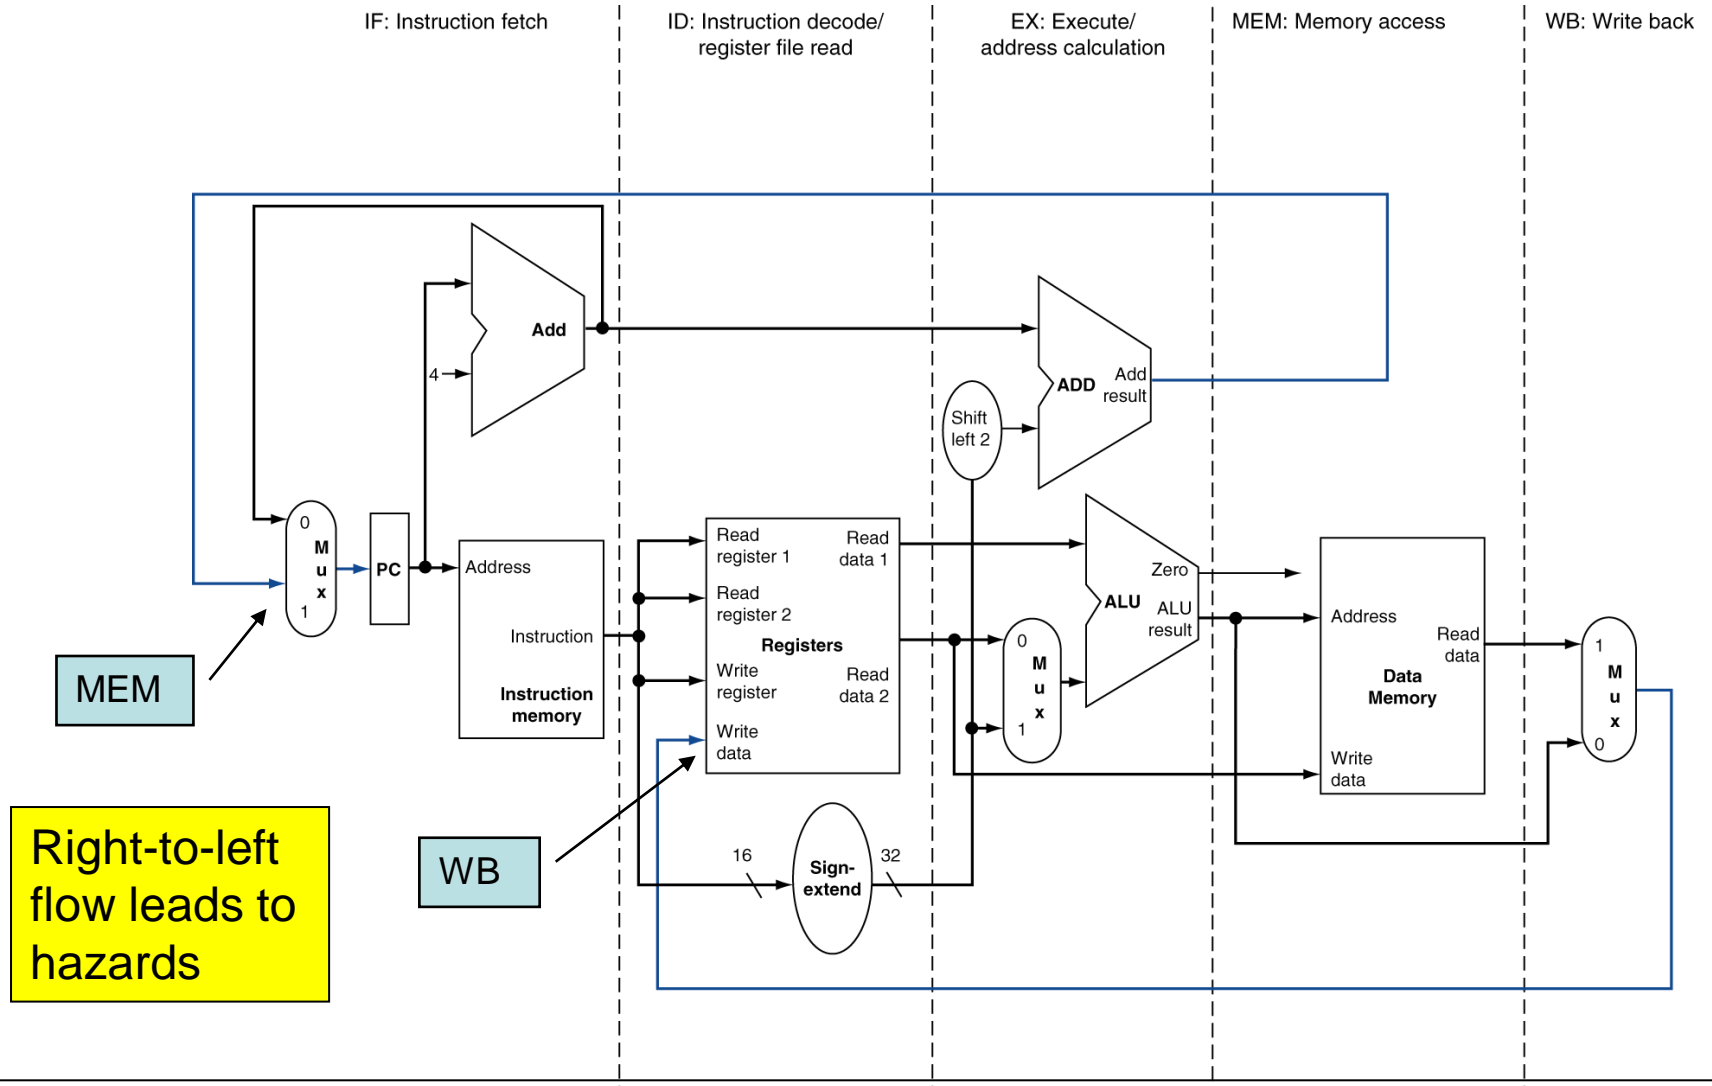 IF: Instruction fetch
ID: Instruction decode/
register file read
EX: Execute/
address calculation
MEM: Memory access
WB: Write back
Add
4
ADD
Add
result
Shift
left 2
0
M
u
x
1
PC
Address
Instruction
Instruction
memory
Read
register 1
Read
register 2
Write
register
Write
data
Registers
Read
data 1
Read
data 2
0
M
u
x
1
Zero
ALU
ALU
result
Address
Read
data
Data
Memory
Write
data
1
M
u
x
0
MEM
WB
16
Sign-
extend
32
Right-to-left
flow leads to
hazards